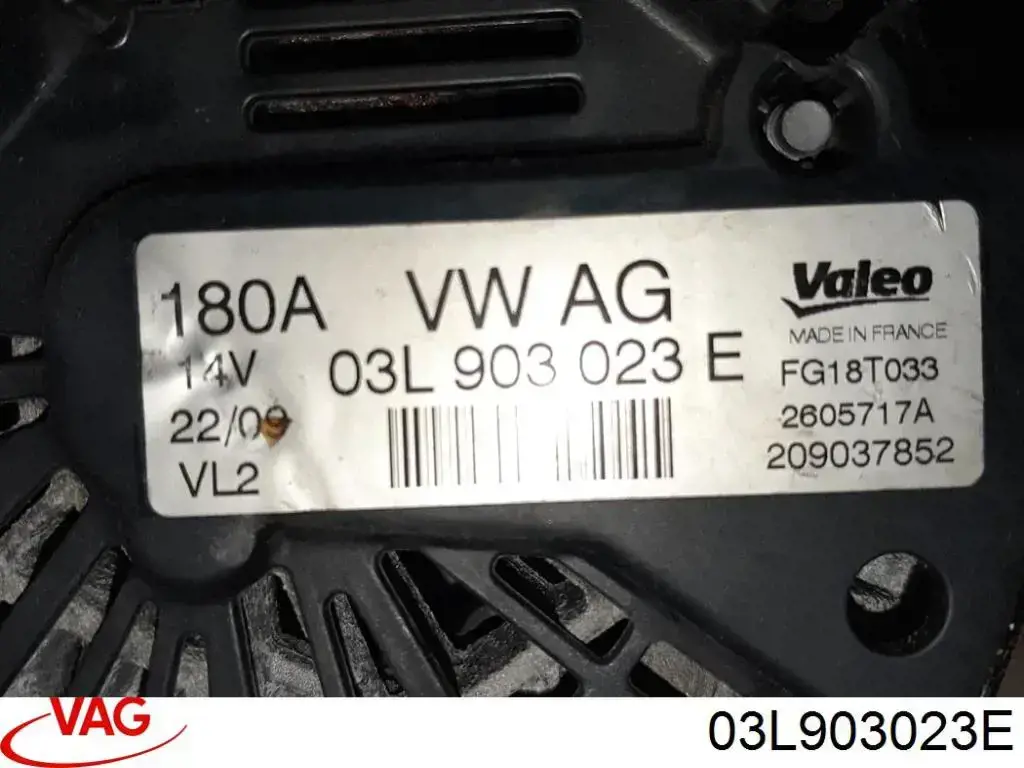 180A VW AG Valeo
MADE IN FRANCE
14V 03L 903 023 E FG18T033
22/09 2605717A
VL2 209037852
VAG 03L903023E